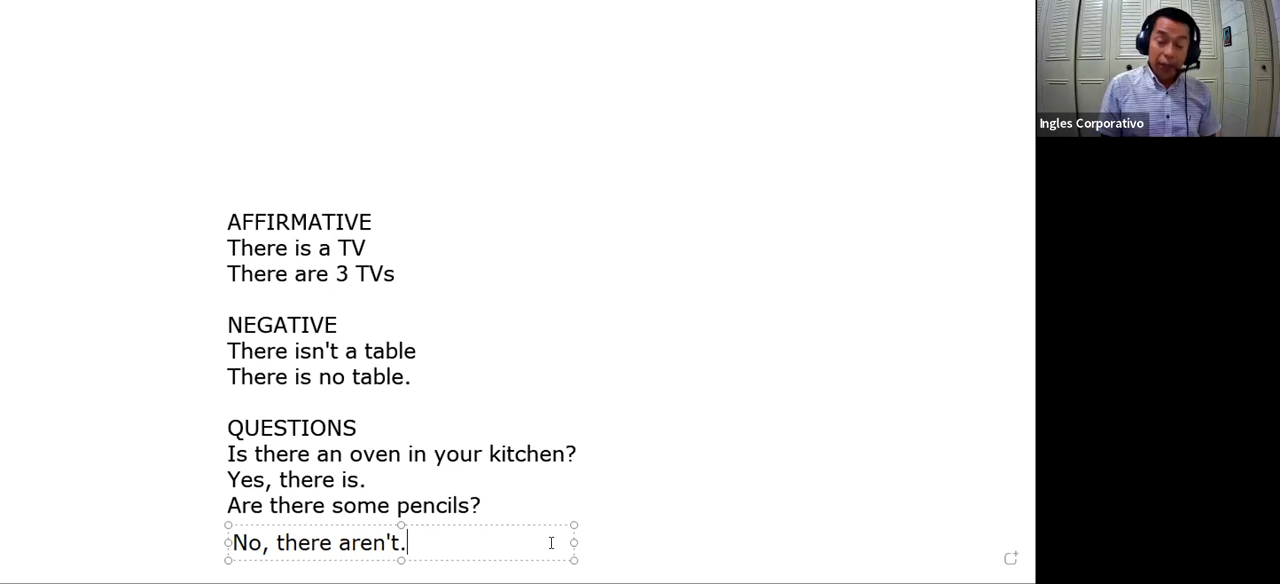 AFFIRMATIVE
There is a TV
There are 3 TVs
NEGATIVE
There isn't a table
There is no table.
QUESTIONS
Is there an oven in your kitchen?
Yes, there is.
Are there some pencils?
No, there aren't.
Ingles Corporativo